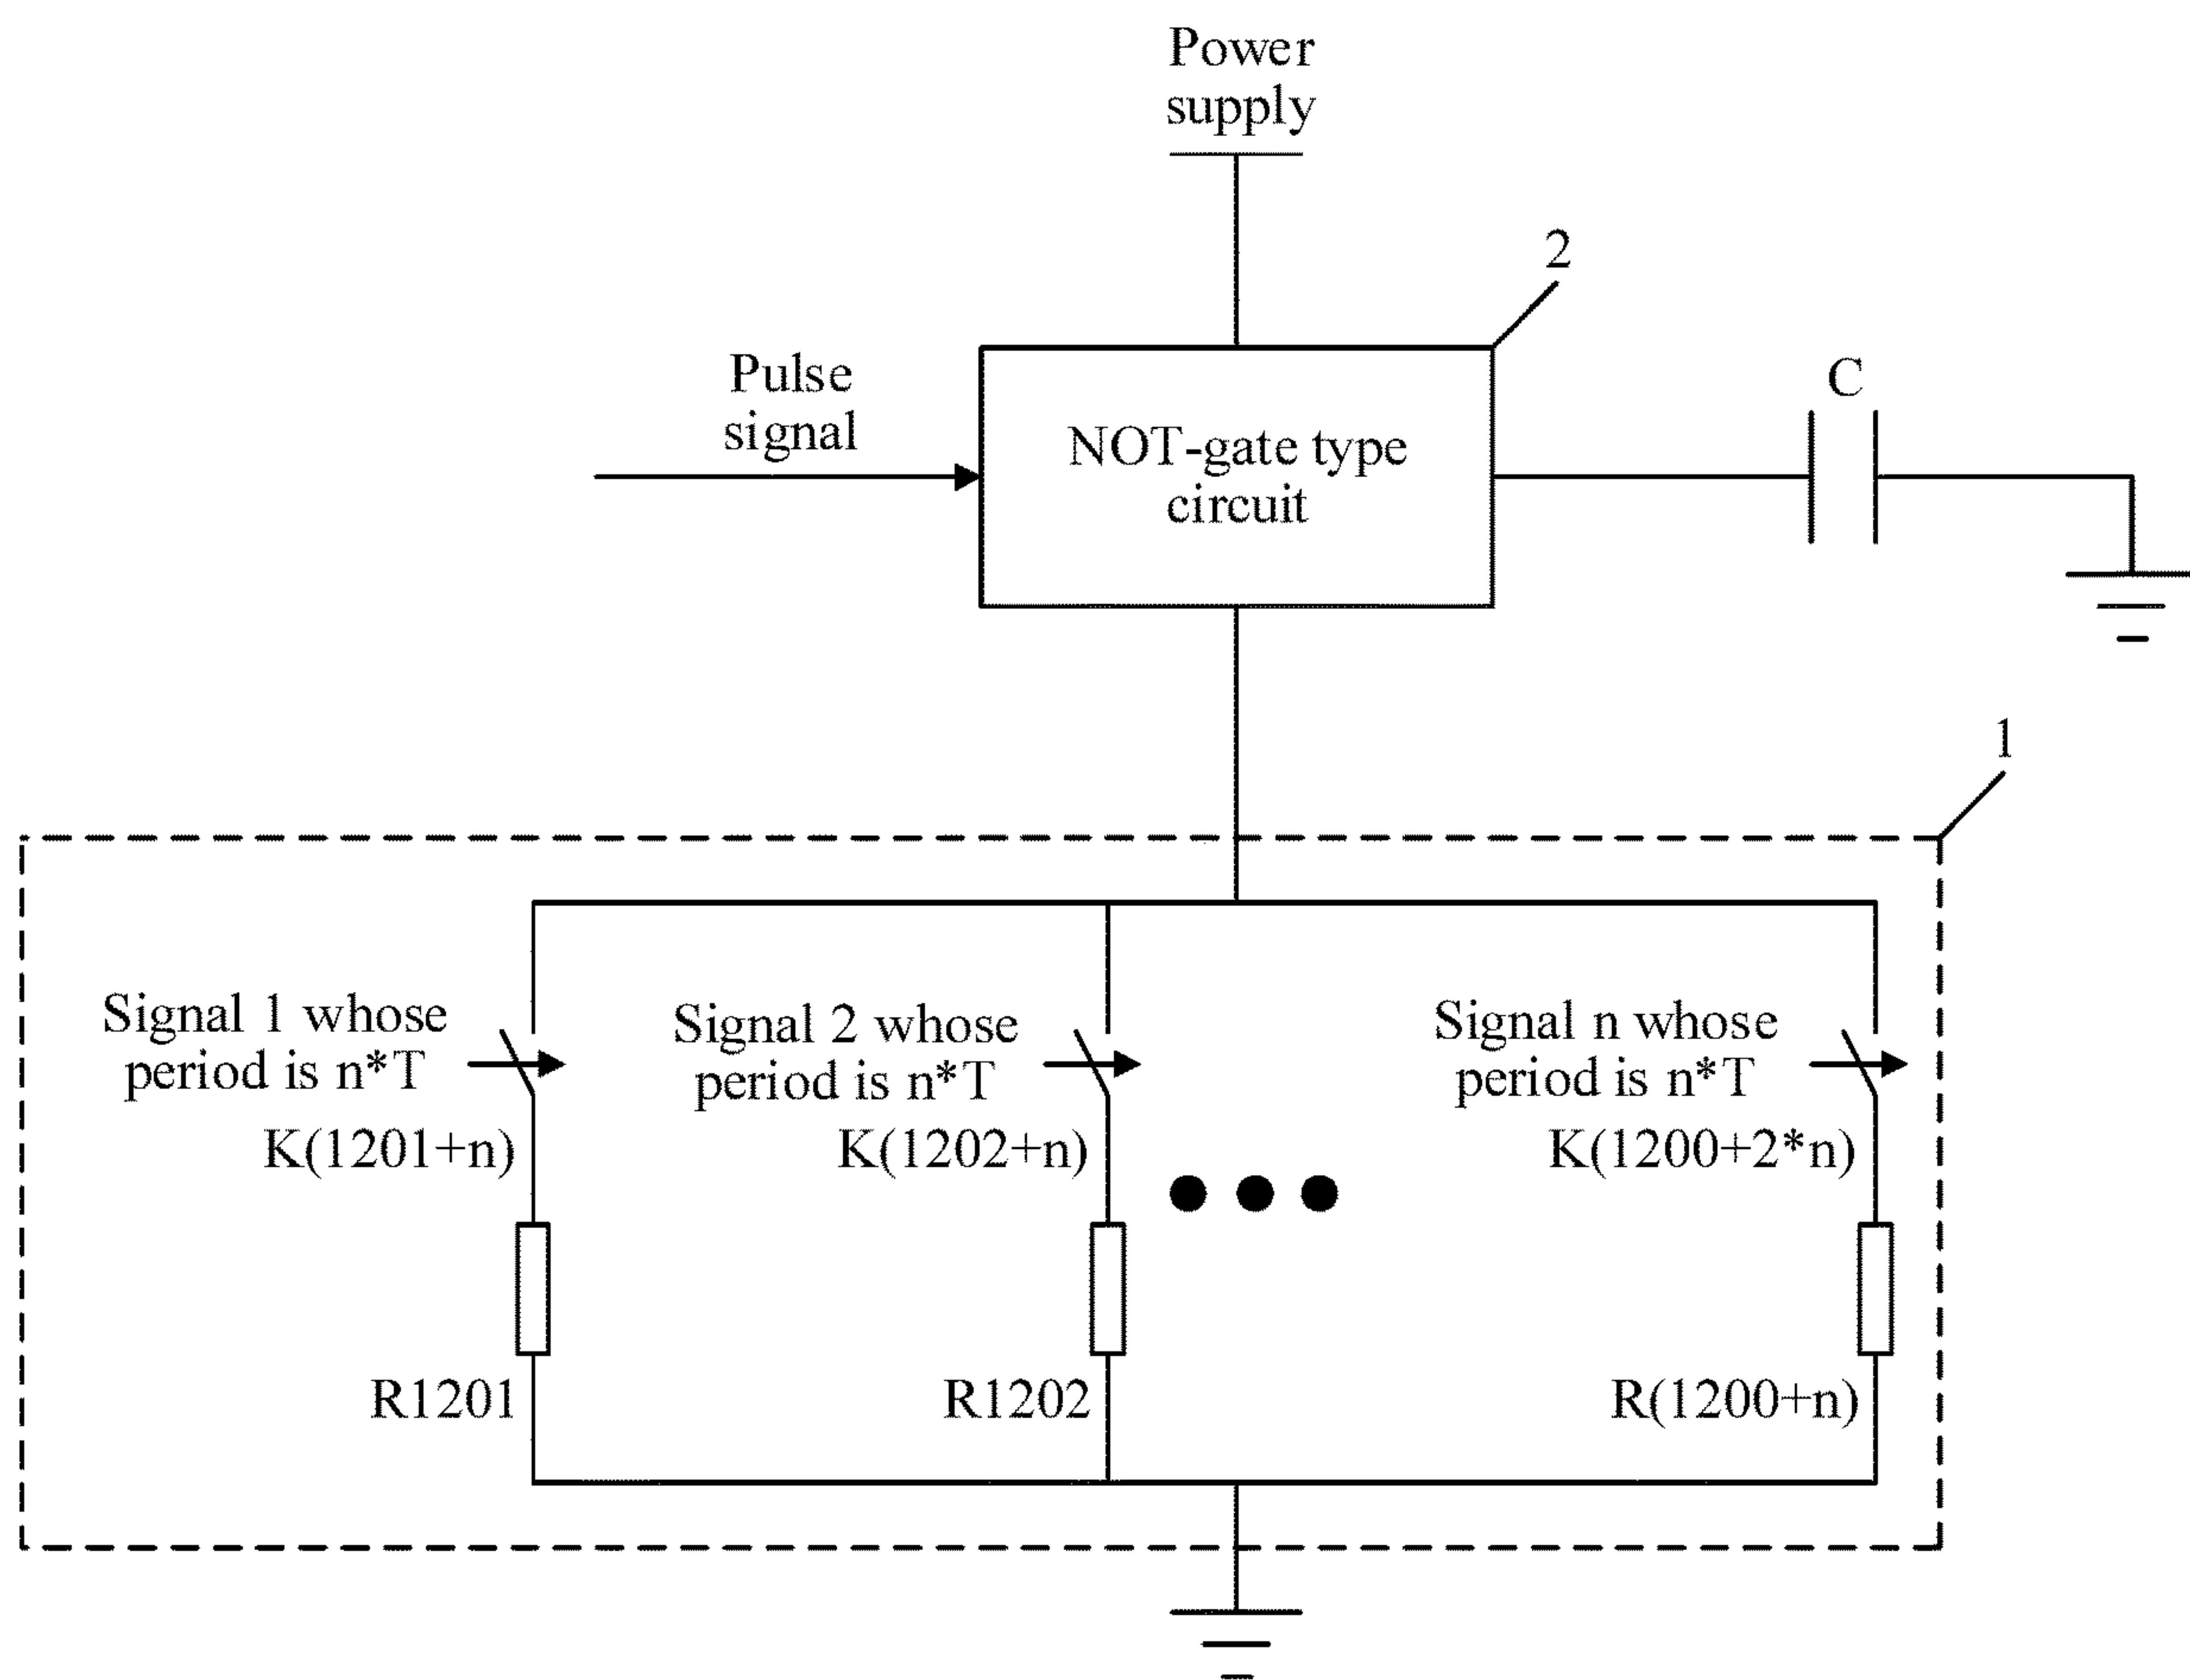 Power
supply
2
Pulse
signal
NOT-gate type
circuit
C
1
Signal 1 whose
period is n*T
Signal 2 whose
period is n*T
Signal n whose
period is n*T
K(1201+n)
K(1202+n)
K(1200+2*n)
R1201
R1202
R(1200+n)